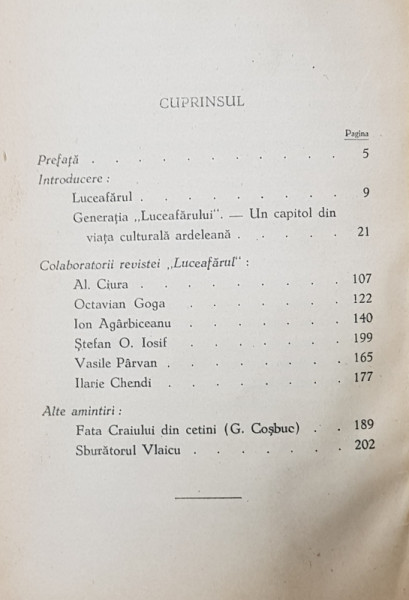 CUPRINSUL
Pagina
Prefață . . . . . . . . . . . 5
Introducere :
Luceafărul . . . . . . . . . 9
Generația „Luceafărului". — Un capitol din
viața culturală ardeleană . . . . . 21
Colaboratorii revistei „Luceafărul" :
Al. Ciura . . . . . . . . . 107
Octavian Goga . . . . . . . 122
Ion Agârbiceanu . . . . . . 140
Ștefan O. Iosif . . . . . . 199
Vasile Pârvan . . . . . . . 165
Ilarie Chendi . . . . . . . 177
Alte amintiri :
Fata Craiului din cetini (G. Coșbuc) . . 189
Sburătorul Vlaicu . . . . . . . 202